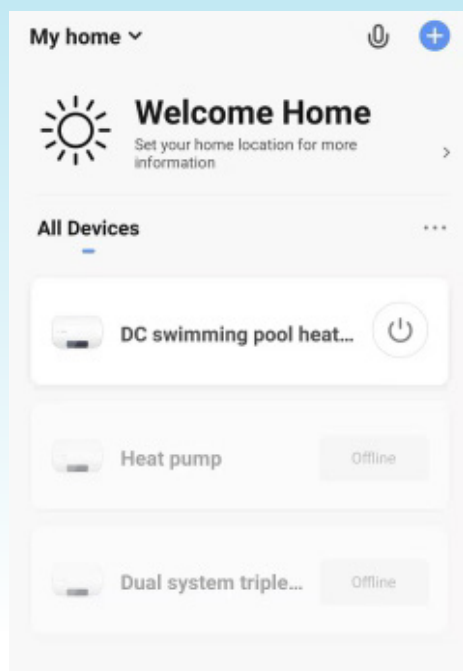 My home
Welcome Home
Set your home location for more
information
All Devices
DC swimming pool heat...
Heat pump
Offline
Dual system triple...
Offline